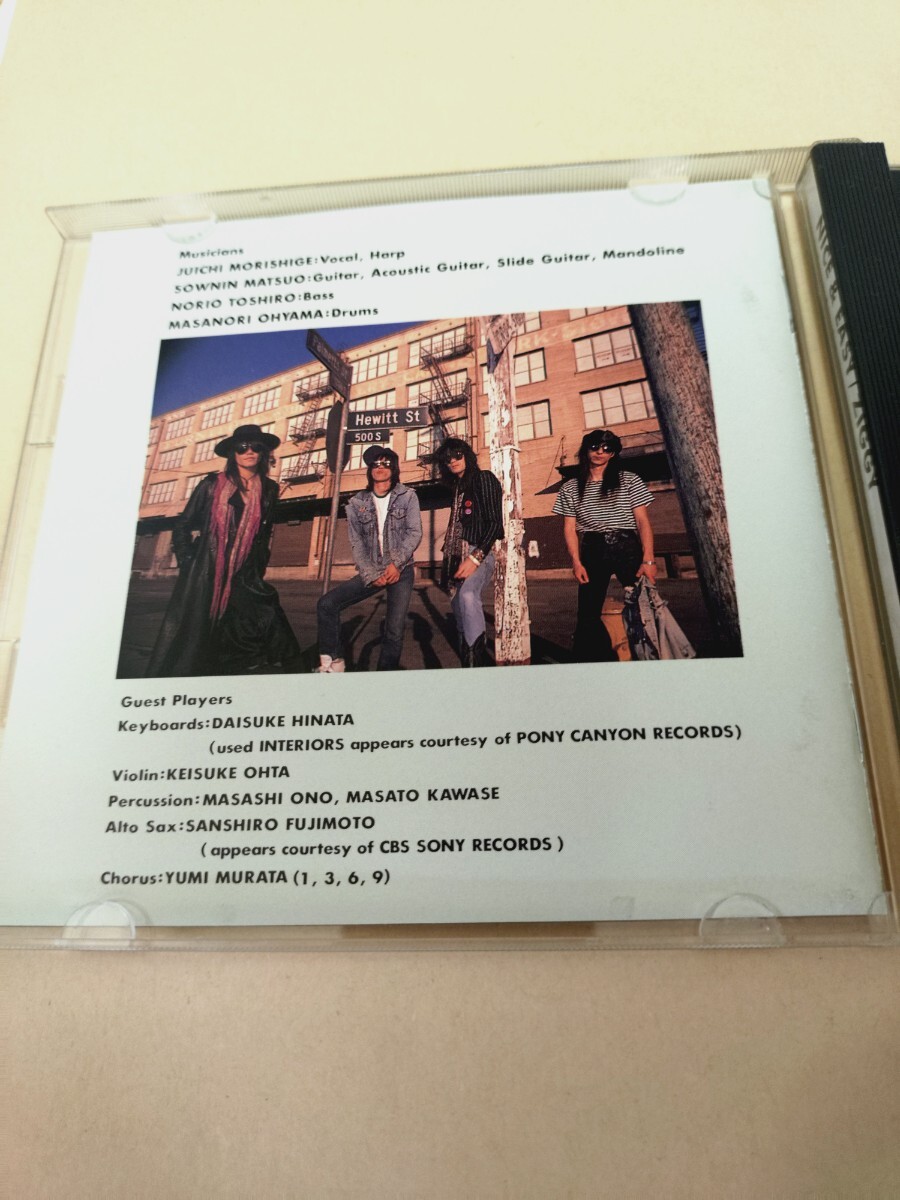 Musicians
JUICHI MORISHIGE:Vocal, Harp
SOWNIN MATSUO:Guitar, Acoustic Guitar, Slide Guitar, Mandoline
NORIO TOSHIRO:Bass
MASANORI OHYAMA:Drums
Hewitt St
500 S
Guest Players
Keyboards:DAISUKE HINATA
(used INTERIORS appears courtesy of PONY CANYON RECORDS)
Violin:KEISUKE OHTA
Percussion:MASASHI ONO, MASATO KAWASE
Alto Sax:SANSHIRO FUJIMOTO
(appears courtesy of CBS SONY RECORDS)
Chorus:YUMI MURATA (1, 3, 6, 9)
NICE & EASY / ZIGGY